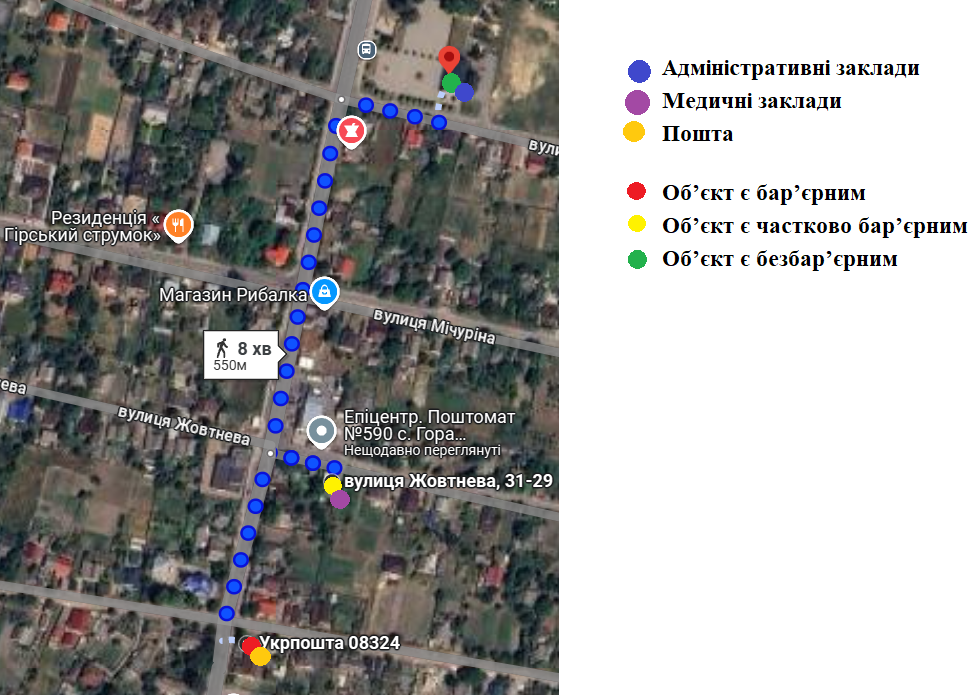 Адміністративні заклади
Медичні заклади
Пошта
Об’єкт є бар’єрним
Об’єкт є частково бар’єрним
Об’єкт є безбар’єрним
вули
Резиденція «
Гірський струмок»
Магазин Рибалка
вулиця Мічуріна
8 хв
550м
ева
вулиця Жовтнева
Епіцентр. Поштомат
№590 с. Гора...
Нещодавно переглянуті
вулиця Жовтнева, 31-29
Укрпошта 08324